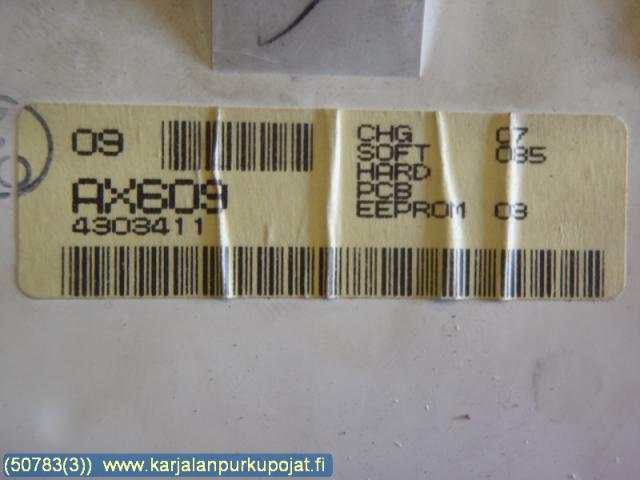 09
AX609
4303411
CHG 07
SOFT 085
HARD
PCB
EEPROM 03
(50783(3)) www.karjalanpurkupojat.fi